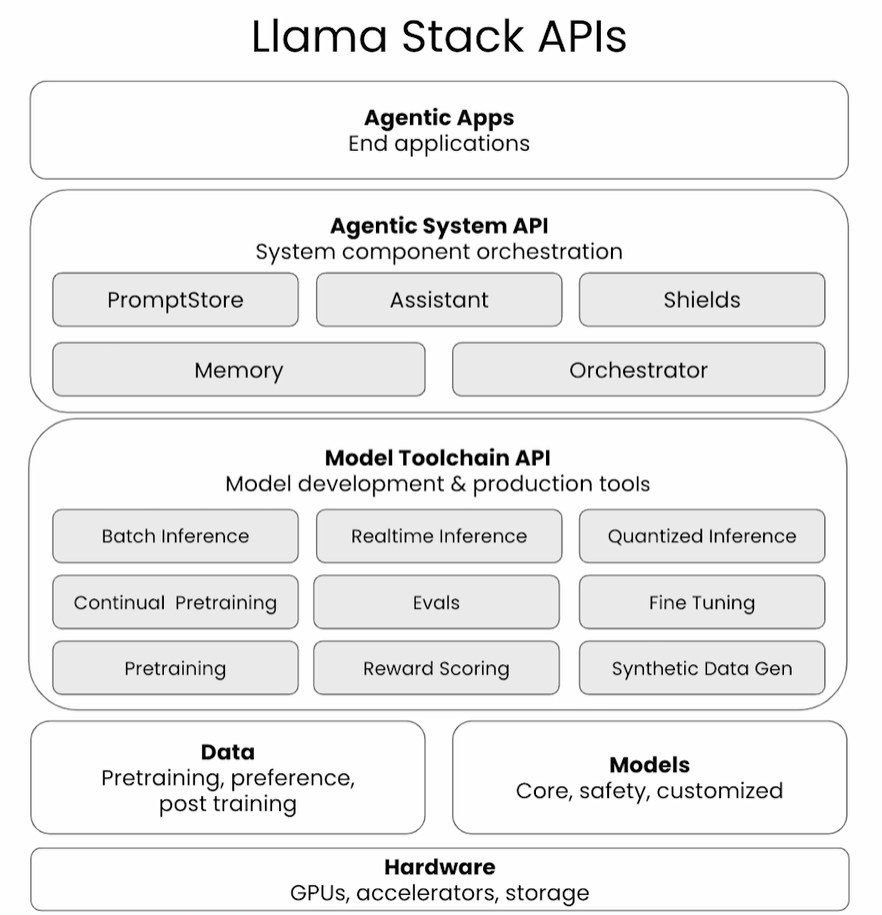 Llama Stack APIs
Agentic Apps
End applications
Agentic System API
System component orchestration
PromptStore
Assistant
Shields
Memory
Orchestrator
Model Toolchain API
Model development & production tools
Batch Inference
Realtime Inference
Quantized Inference
Continual Pretraining
Evals
Fine Tuning
Pretraining
Reward Scoring
Synthetic Data Gen
Data
Pretraining, preference,
post training
Models
Core, safety, customized
Hardware
GPUs, accelerators, storage